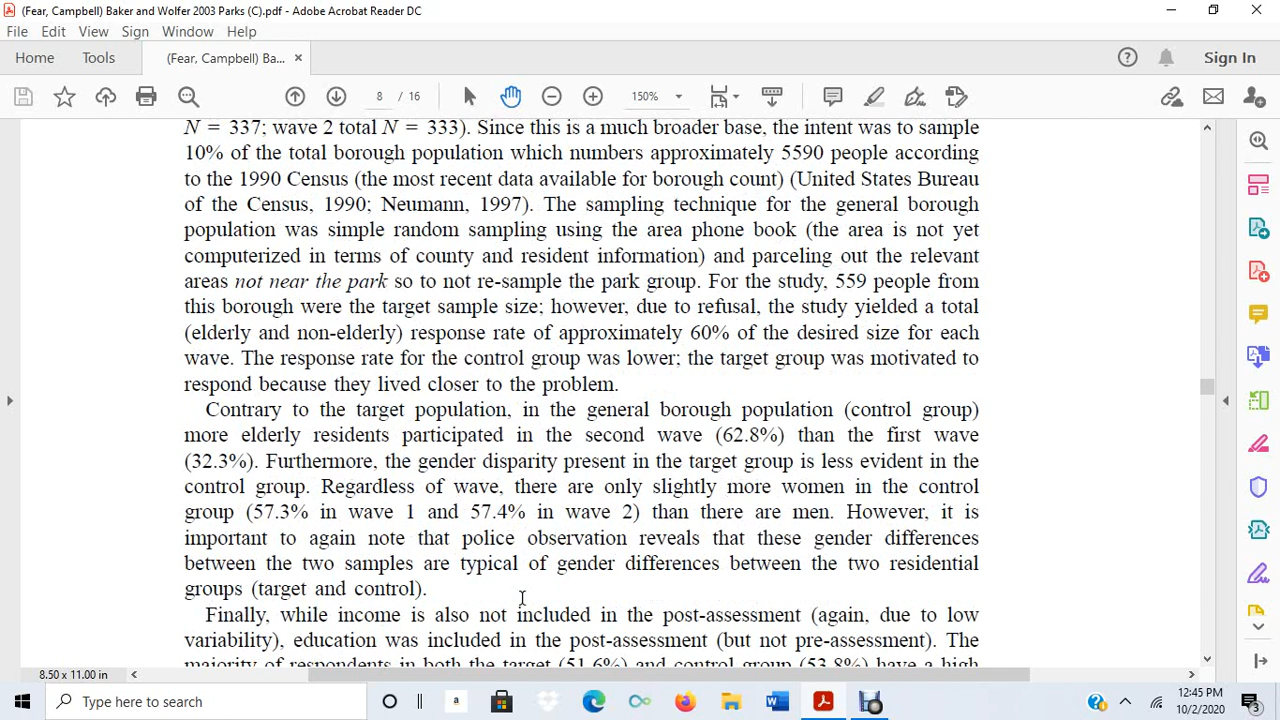 (Fear, Campbell) Baker and Wolfer 2003 Parks (C).pdf - Adobe Acrobat Reader DC
File Edit View Sign Window Help
Home Tools (Fear, Campbell) Ba... × Sign In
8 / 16 150%
N = 337; wave 2 total N = 333). Since this is a much broader base, the intent was to sample
10% of the total borough population which numbers approximately 5590 people according
to the 1990 Census (the most recent data available for borough count) (United States Bureau
of the Census, 1990; Neumann, 1997). The sampling technique for the general borough
population was simple random sampling using the area phone book (the area is not yet
computerized in terms of county and resident information) and parceling out the relevant
areas not near the park so to not re-sample the park group. For the study, 559 people from
this borough were the target sample size; however, due to refusal, the study yielded a total
(elderly and non-elderly) response rate of approximately 60% of the desired size for each
wave. The response rate for the control group was lower; the target group was motivated to
respond because they lived closer to the problem.
Contrary to the target population, in the general borough population (control group)
more elderly residents participated in the second wave (62.8%) than the first wave
(32.3%). Furthermore, the gender disparity present in the target group is less evident in the
control group. Regardless of wave, there are only slightly more women in the control
group (57.3% in wave 1 and 57.4% in wave 2) than there are men. However, it is
important to again note that police observation reveals that these gender differences
between the two samples are typical of gender differences between the two residential
groups (target and control).
Finally, while income is also not included in the post-assessment (again, due to low
variability), education was included in the post-assessment (but not pre-assessment). The
majority of respondents in both the target (51.6%) and control group (53.8%) have a high
8.50 x 11.00 in
Type here to search a W 12:45 PM
10/2/2020 3